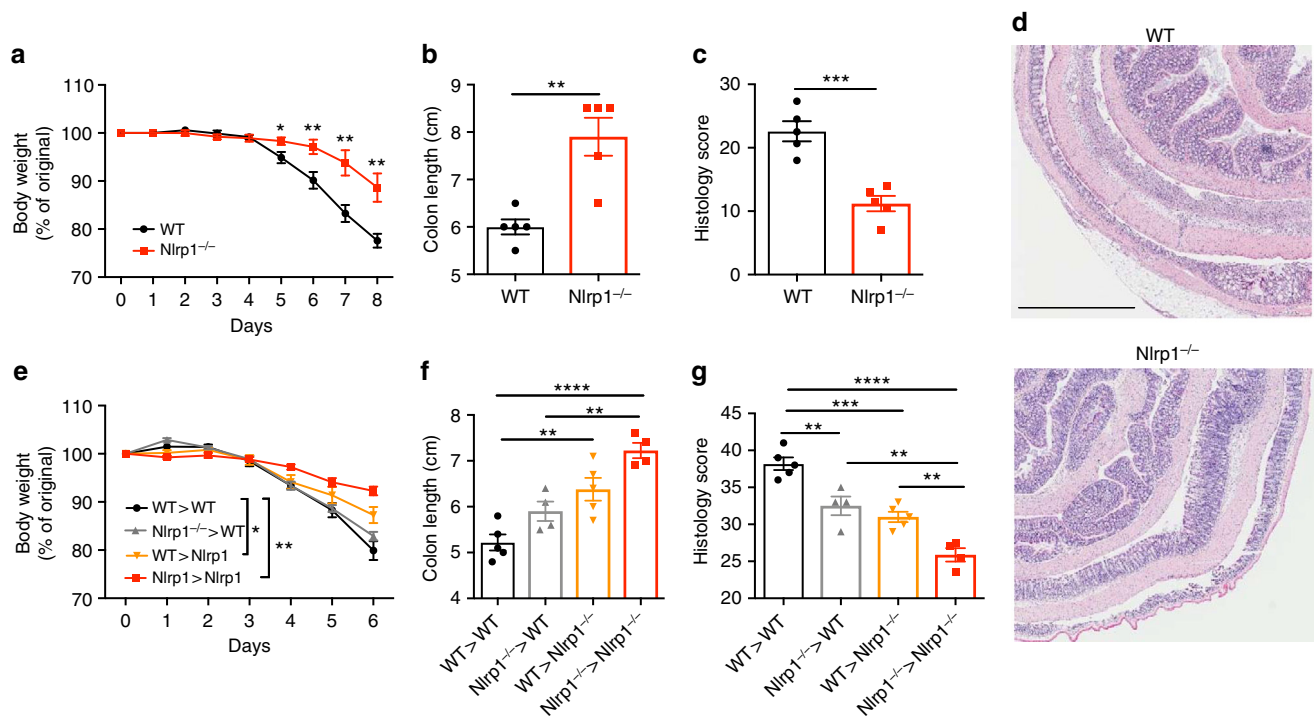 a
110
100
90
80
70
Body weight
(% of original)
*
**
**
**
WT
Nlrp1–/–
0 1 2 3 4 5 6 7 8
Days
b
9
8
7
6
5
Colon length (cm)
**
WT Nlrp1–/–
c
30
20
10
0
Histology score
***
WT Nlrp1–/–
d
WT
Nlrp1–/–
e
110
100
90
80
70
Body weight
(% of original)
WT > WT
Nlrp1–/–> WT
WT > Nlrp1
Nlrp1 > Nlrp1
*
**
0 1 2 3 4 5 6
Days
f
8
7
6
5
4
Colon length (cm)
****
**
**
WT > WT
Nlrp1–/–> WT
WT > Nlrp1–/–
Nlrp1–/–> Nlrp1–/–
g
45
40
35
30
25
20
Histology score
****
***
**
**
**
WT > WT
Nlrp1–/–> WT
WT > Nlrp1–/–
Nlrp1–/–> Nlrp1–/–